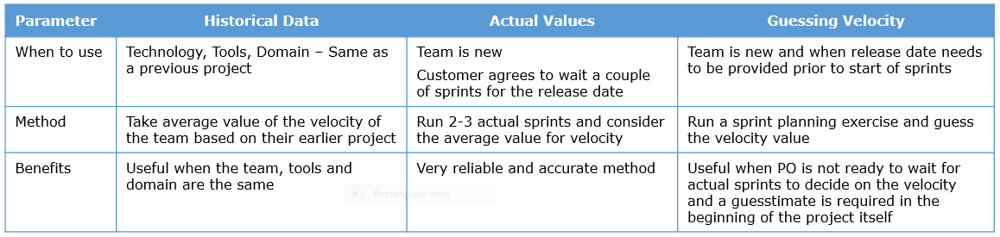 Parameter
Historical Data
Actual Values
Guessing Velocity
When to use
Technology, Tools, Domain – Same as
a previous project
Team is new
Customer agrees to wait a couple
of sprints for the release date
Team is new and when release date needs
to be provided prior to start of sprints
Method
Take average value of the velocity of
the team based on their earlier project
Run 2-3 actual sprints and consider
the average value for velocity
Run a sprint planning exercise and guess
the velocity value
Benefits
Useful when the team, tools and
domain are the same
Very reliable and accurate method
Useful when PO is not ready to wait for
actual sprints to decide on the velocity
and a guesstimate is required in the
beginning of the project itself
Rectangular Snip